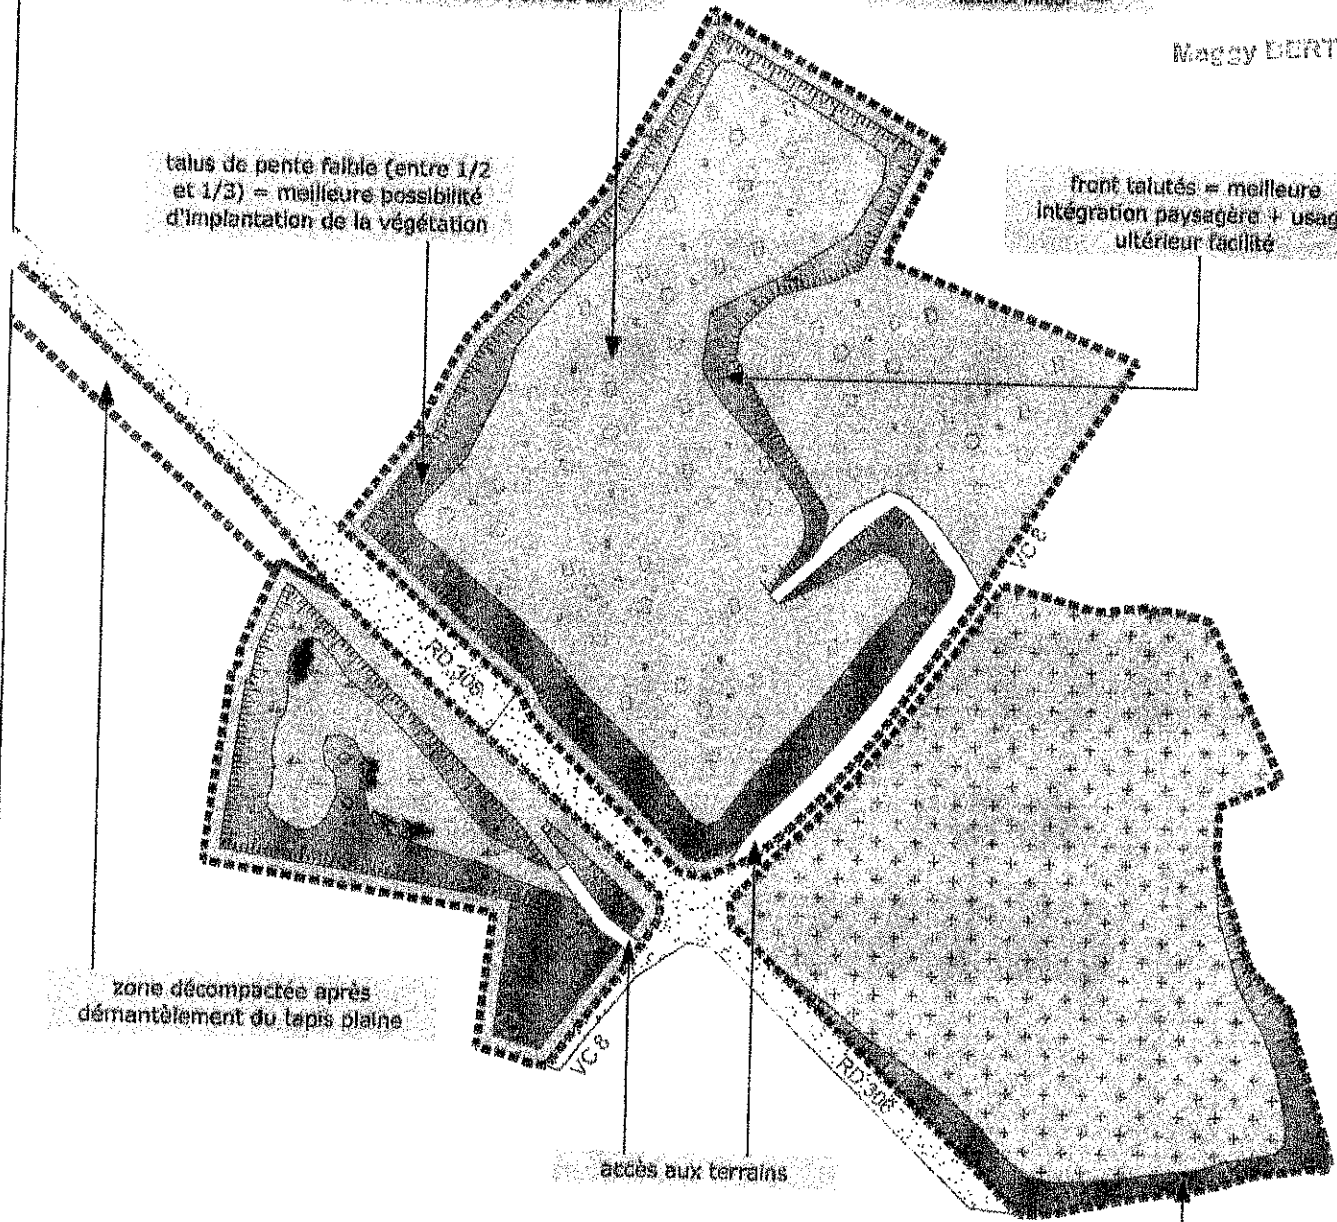 Maggy
talus de pente faible (entre 1/2
et 1/3) = meilleure possibilité
d'implantation de la végétation
front talutés = meilleure
intégration paysagère + usag
ultérieur facilité
VC 8
RD 306
zone décompactée après
démantèlement du tapis plaine
VC 8
RD 306
accès aux terrains